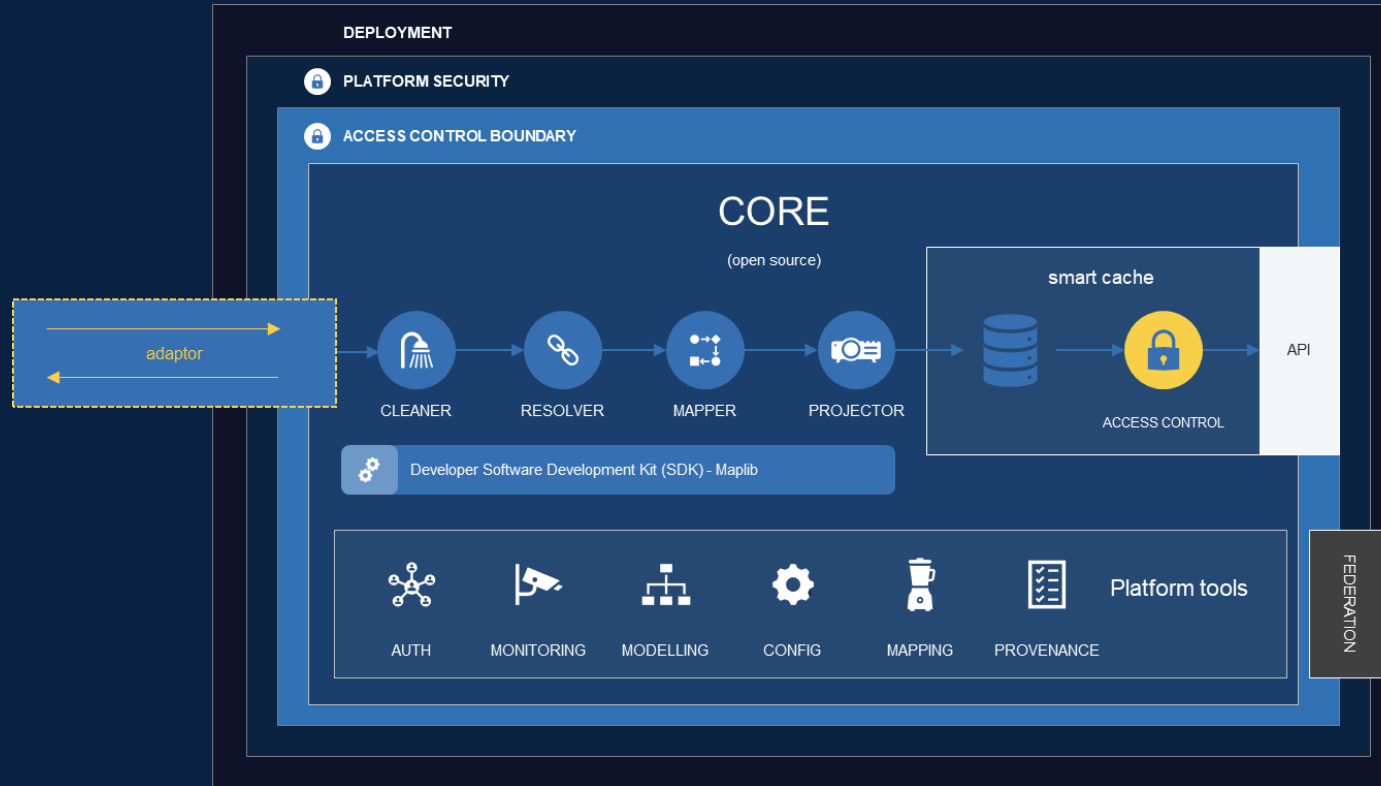 DEPLOYMENT
PLATFORM SECURITY
ACCESS CONTROL BOUNDARY
CORE
(open source)
smart cache
adaptor
API
CLEANER
RESOLVER
MAPPER
PROJECTOR
ACCESS CONTROL
Developer Software Development Kit (SDK) - Maplib
Platform tools
AUTH
MONITORING
MODELLING
CONFIG
MAPPING
PROVENANCE
FEDERATION